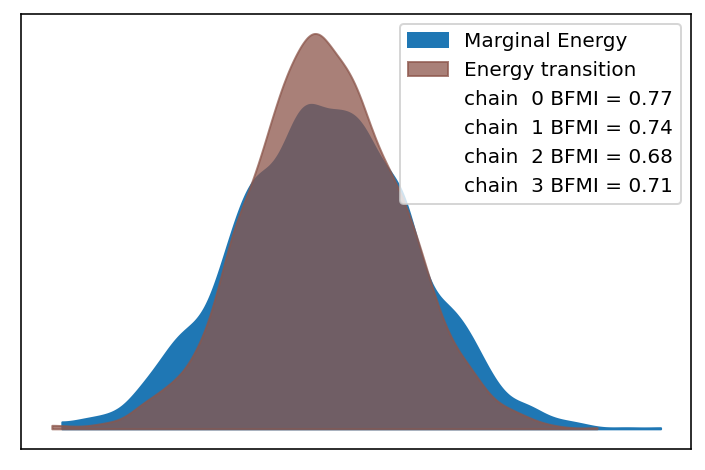 Marginal Energy
Energy transition
chain  0 BFMI = 0.77
chain  1 BFMI = 0.74
chain  2 BFMI = 0.68
chain  3 BFMI = 0.71